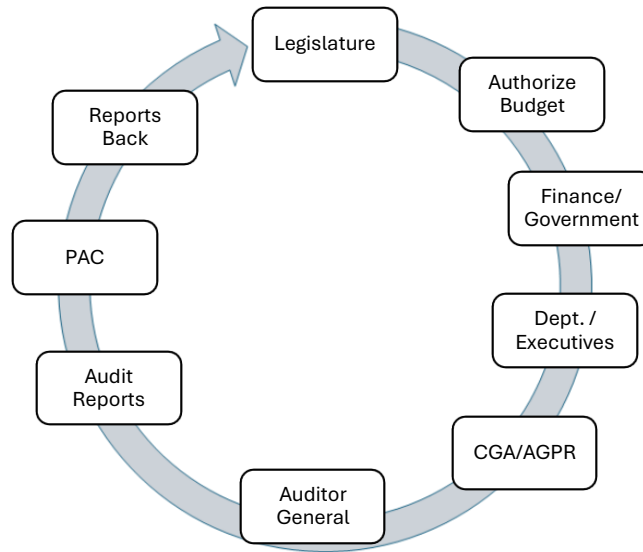 Legislature
Authorize
Budget
Finance/
Government
Dept. /
Executives
CGA/AGPR
Auditor
General
Audit
Reports
PAC
Reports
Back